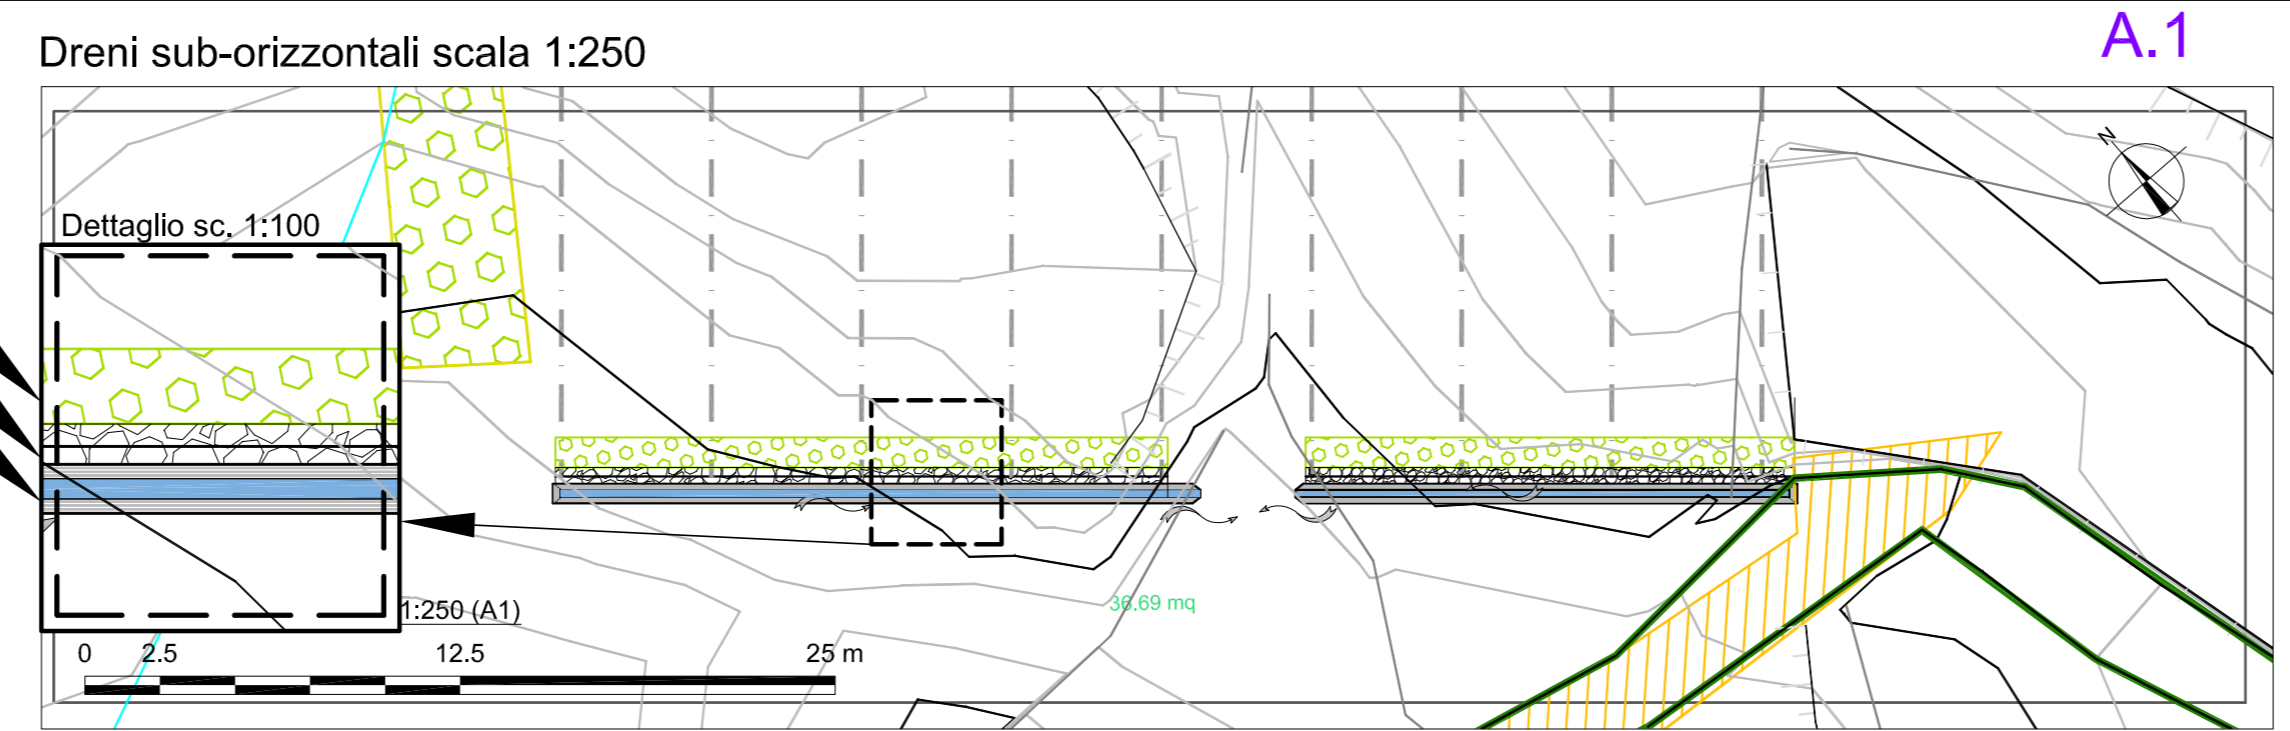 Dreni sub-orizzontali scala 1:250
A.1
N
Dettaglio sc. 1:100
36.69 mq
1:250 (A1)
0 2.5 12.5 25 m